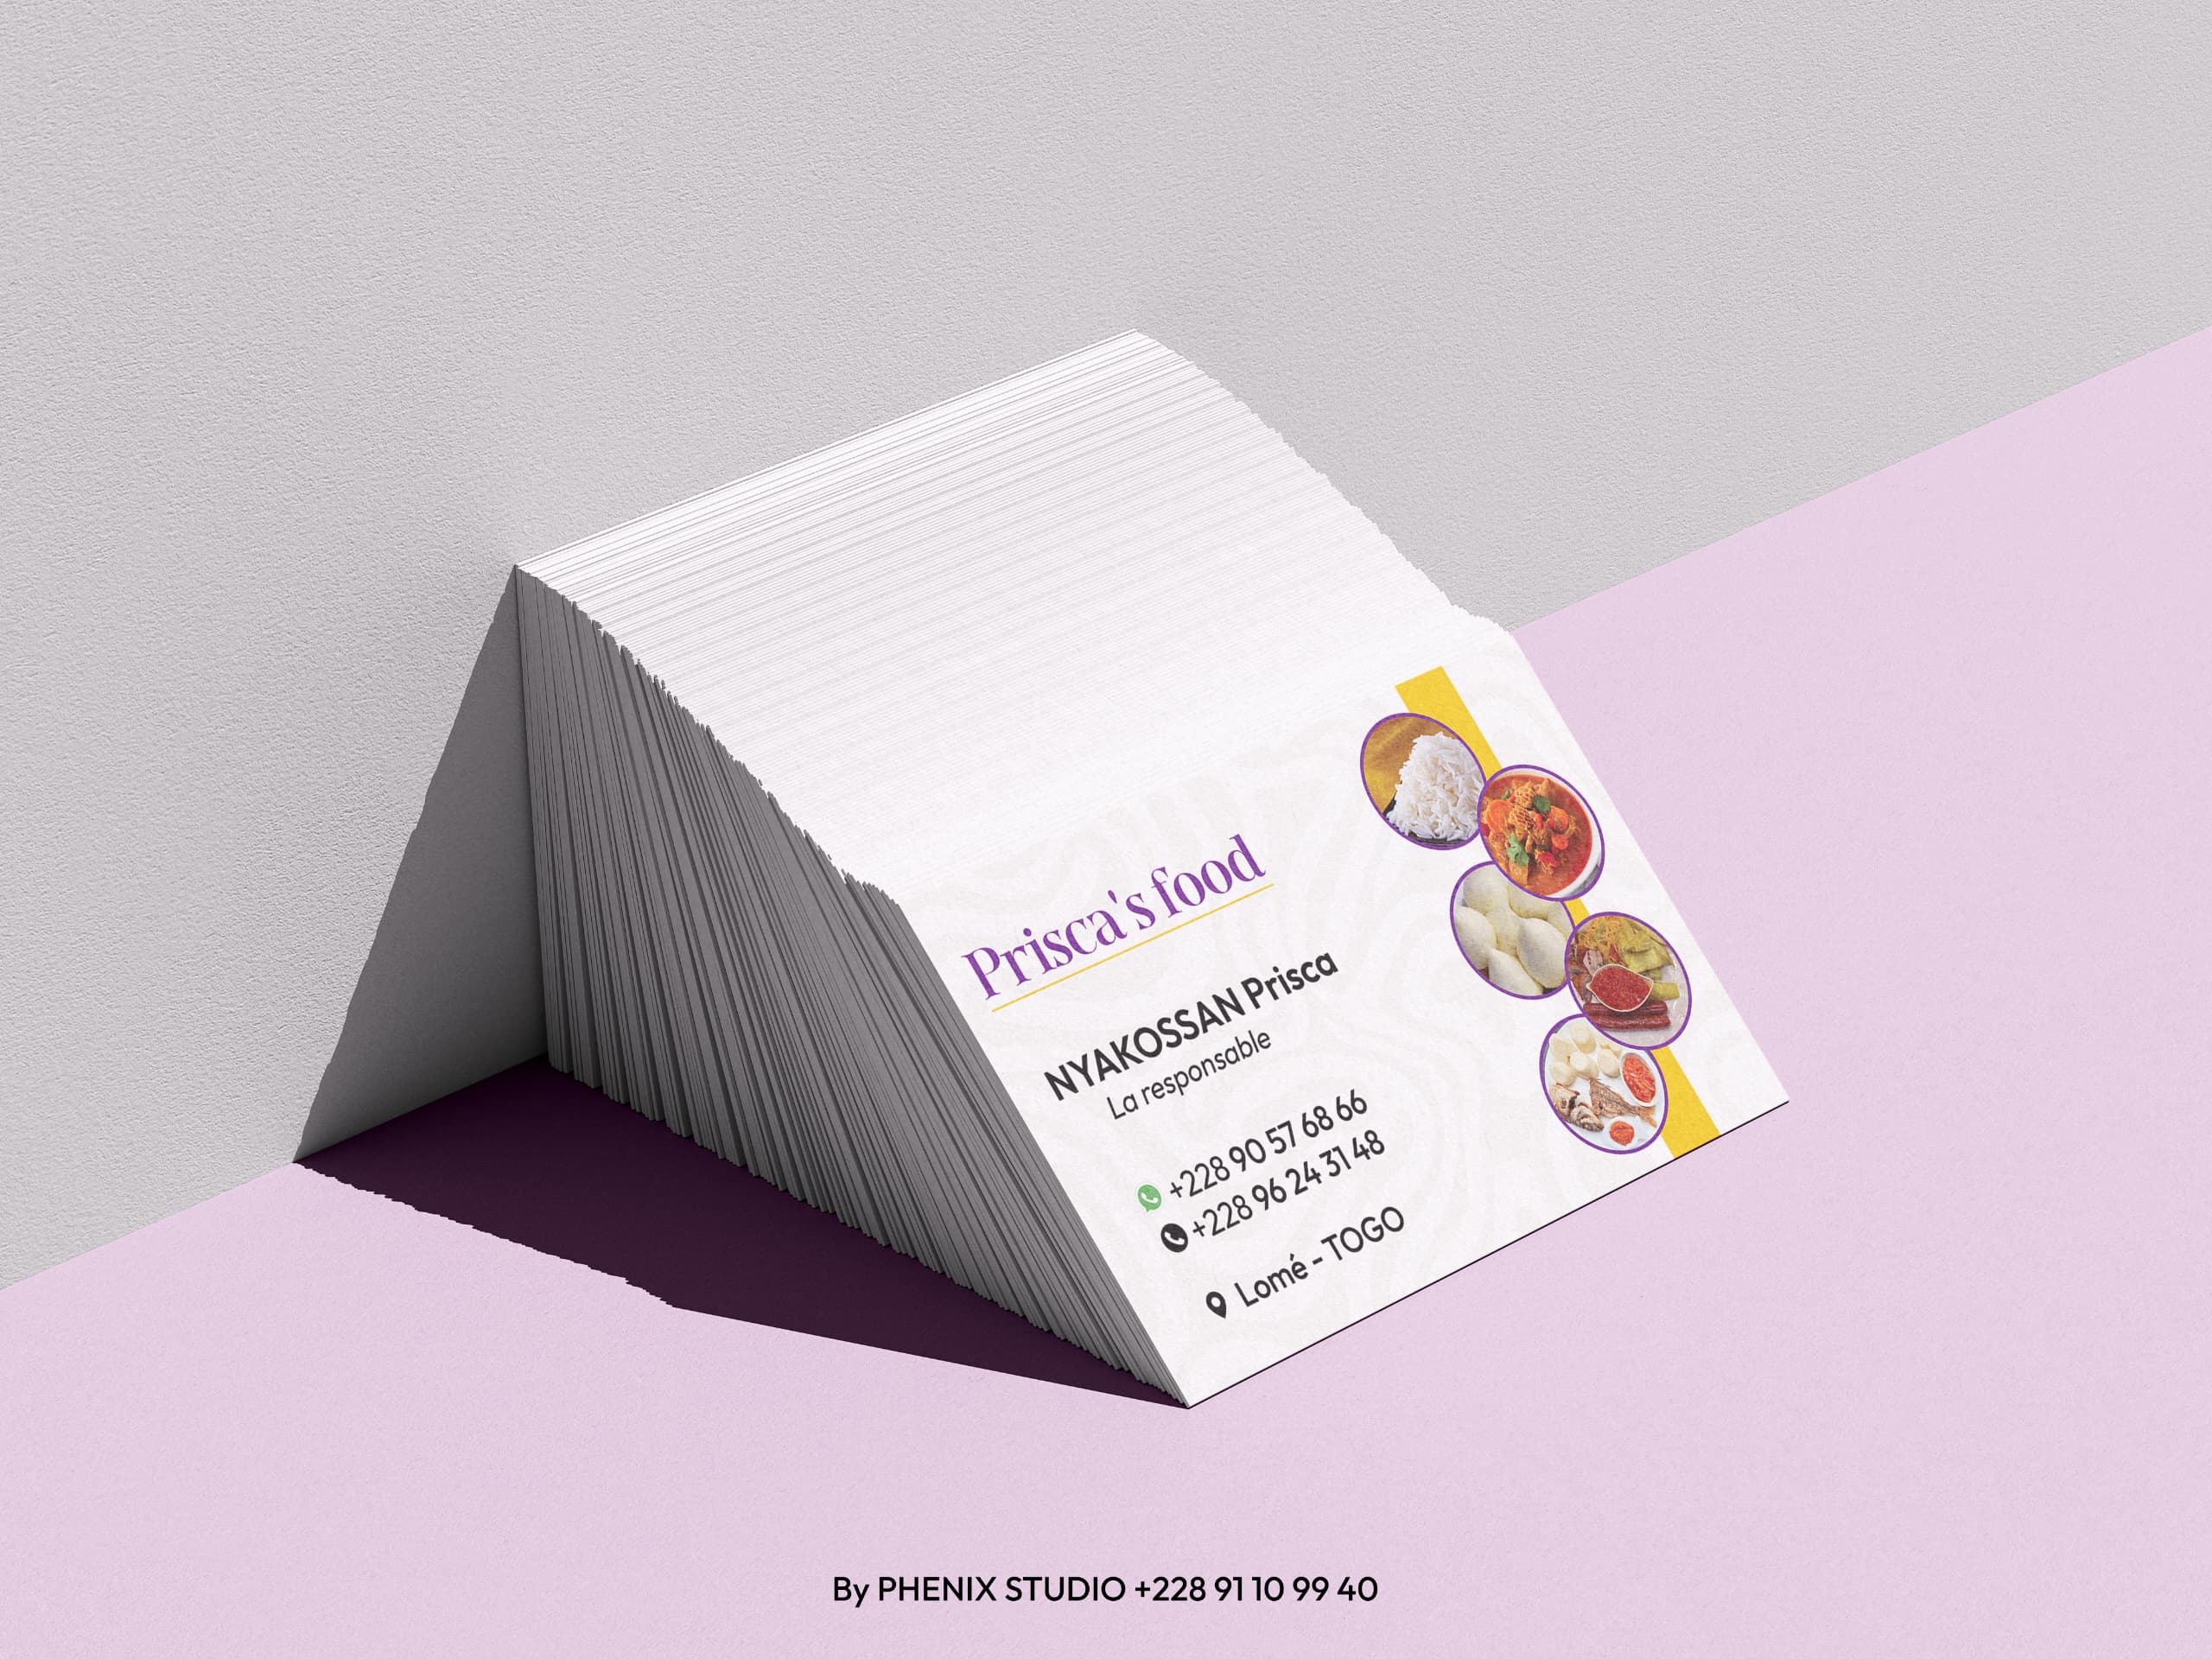 Prisca's food
NYAKOSSAN Prisca
La responsable
+228 90 57 68 66
+228 96 24 31 48
Lomé - TOGO
By PHENIX STUDIO +228 91 10 99 40